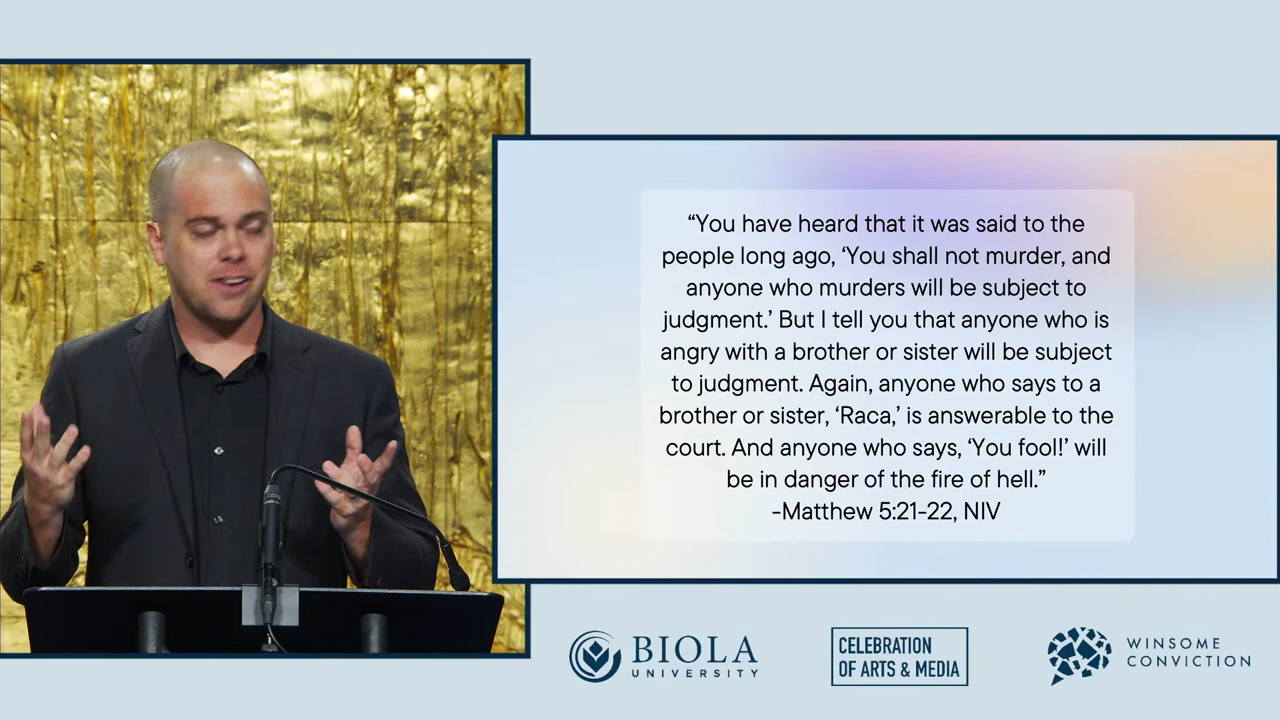 “You have heard that it was said to the
people long ago, ‘You shall not murder, and
anyone who murders will be subject to
judgment.’ But I tell you that anyone who is
angry with a brother or sister will be subject
to judgment. Again, anyone who says to a
brother or sister, ‘Raca,’ is answerable to the
court. And anyone who says, ‘You fool!’ will
be in danger of the fire of hell.”
-Matthew 5:21-22, NIV
BIOLA
UNIVERSITY
CELEBRATION
OF ARTS & MEDIA
WINSOME
CONVICTION